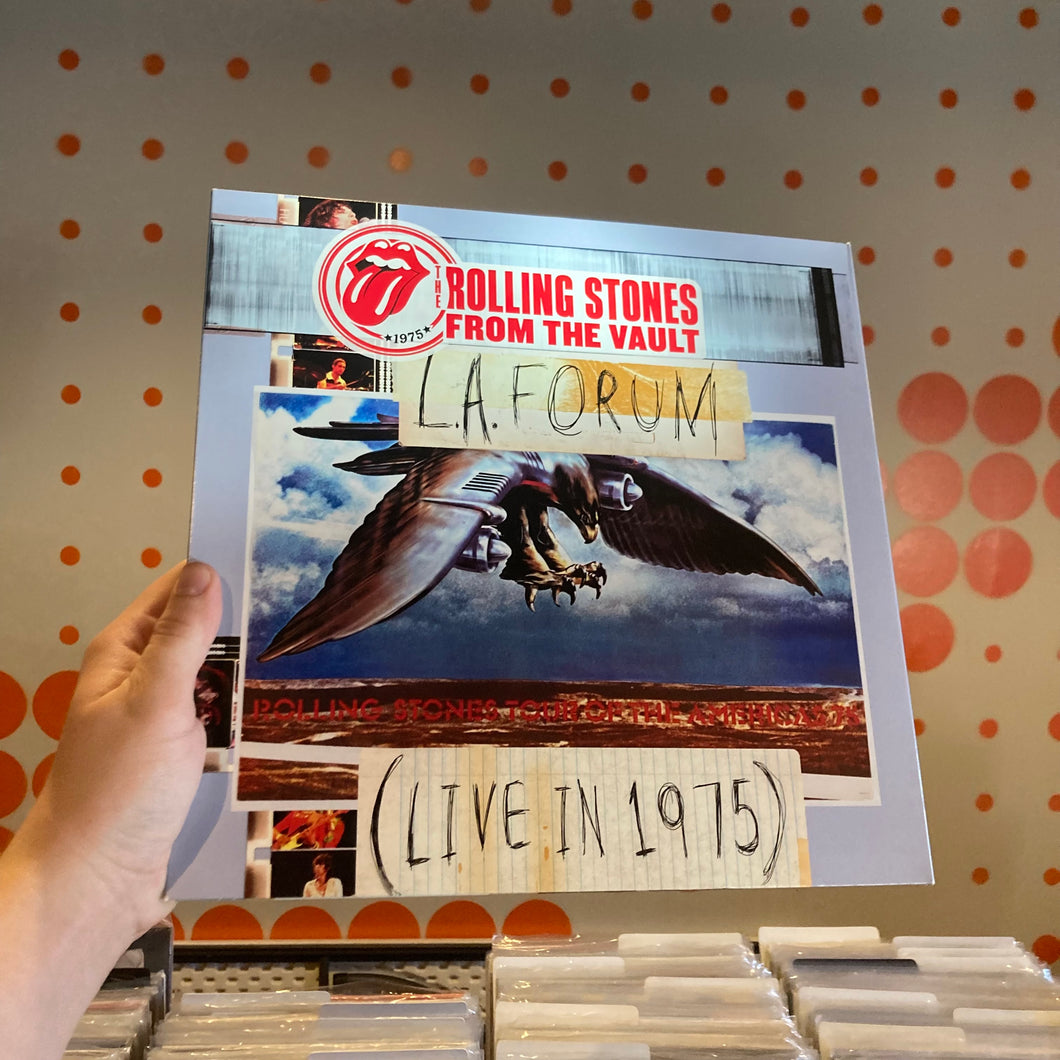 THE
ROLLING STONES
FROM THE VAULT
★1975★
L.A. FORUM
ROLLING STONES TOUR OF THE AMERICAS 75
(LIVE IN 1975)